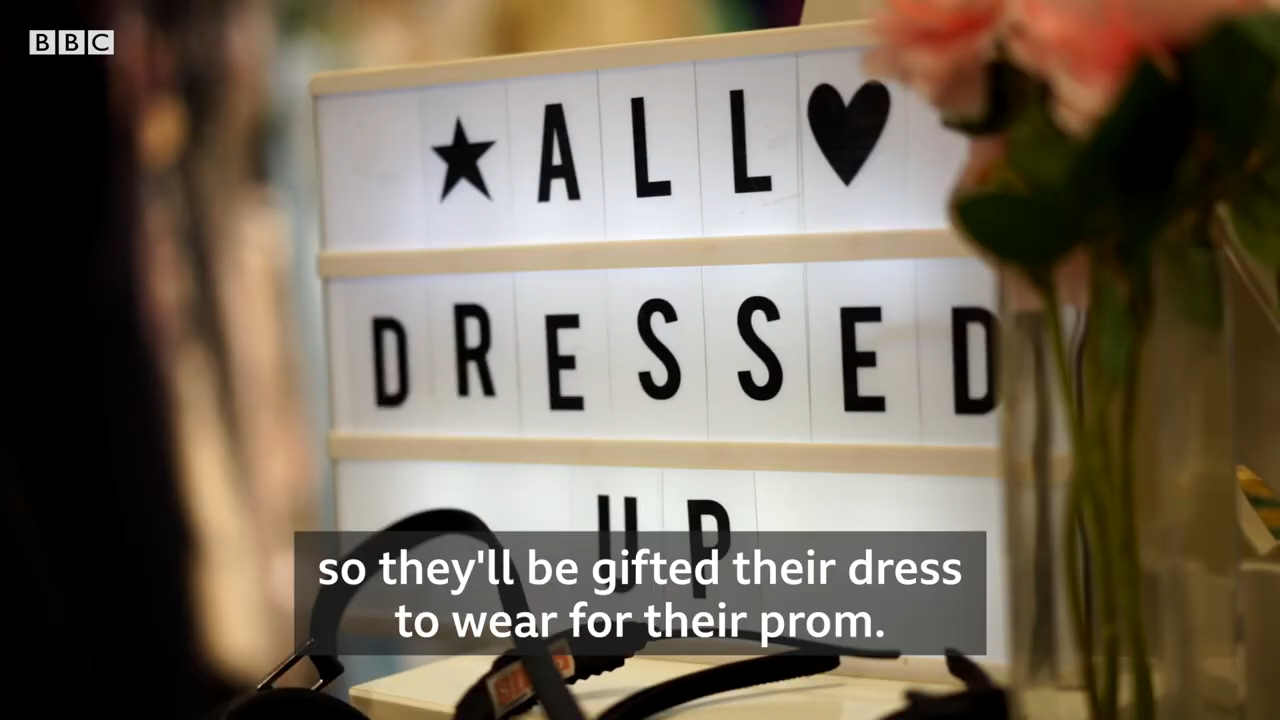 BBC
★ALL♥
DRESSED
UP
so they'll be gifted their dress
to wear for their prom.